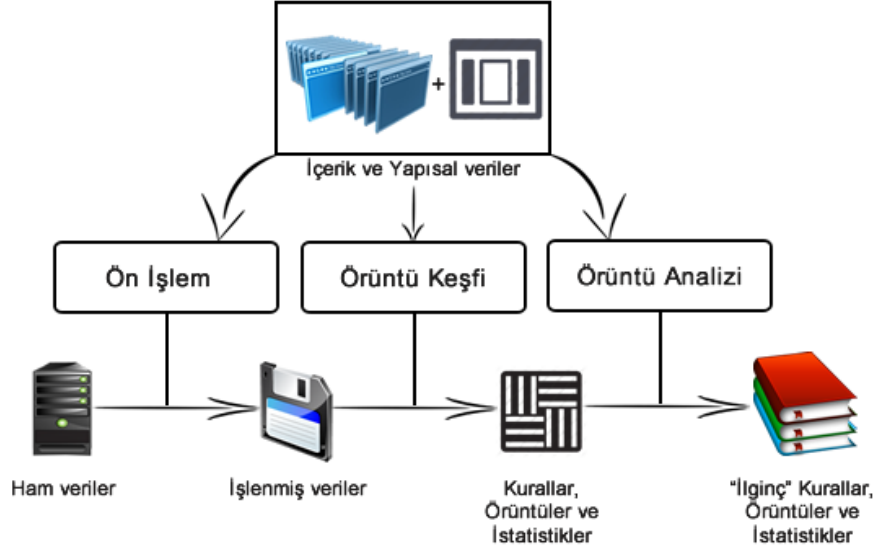 +
İçerik ve Yapısal veriler
Ön İşlem
Örüntü Keşfi
Örüntü Analizi
Ham veriler
İşlenmiş veriler
Kurallar,
Örüntüler ve
İstatistikler
“İlginç” Kurallar,
Örüntüler ve
İstatistikler